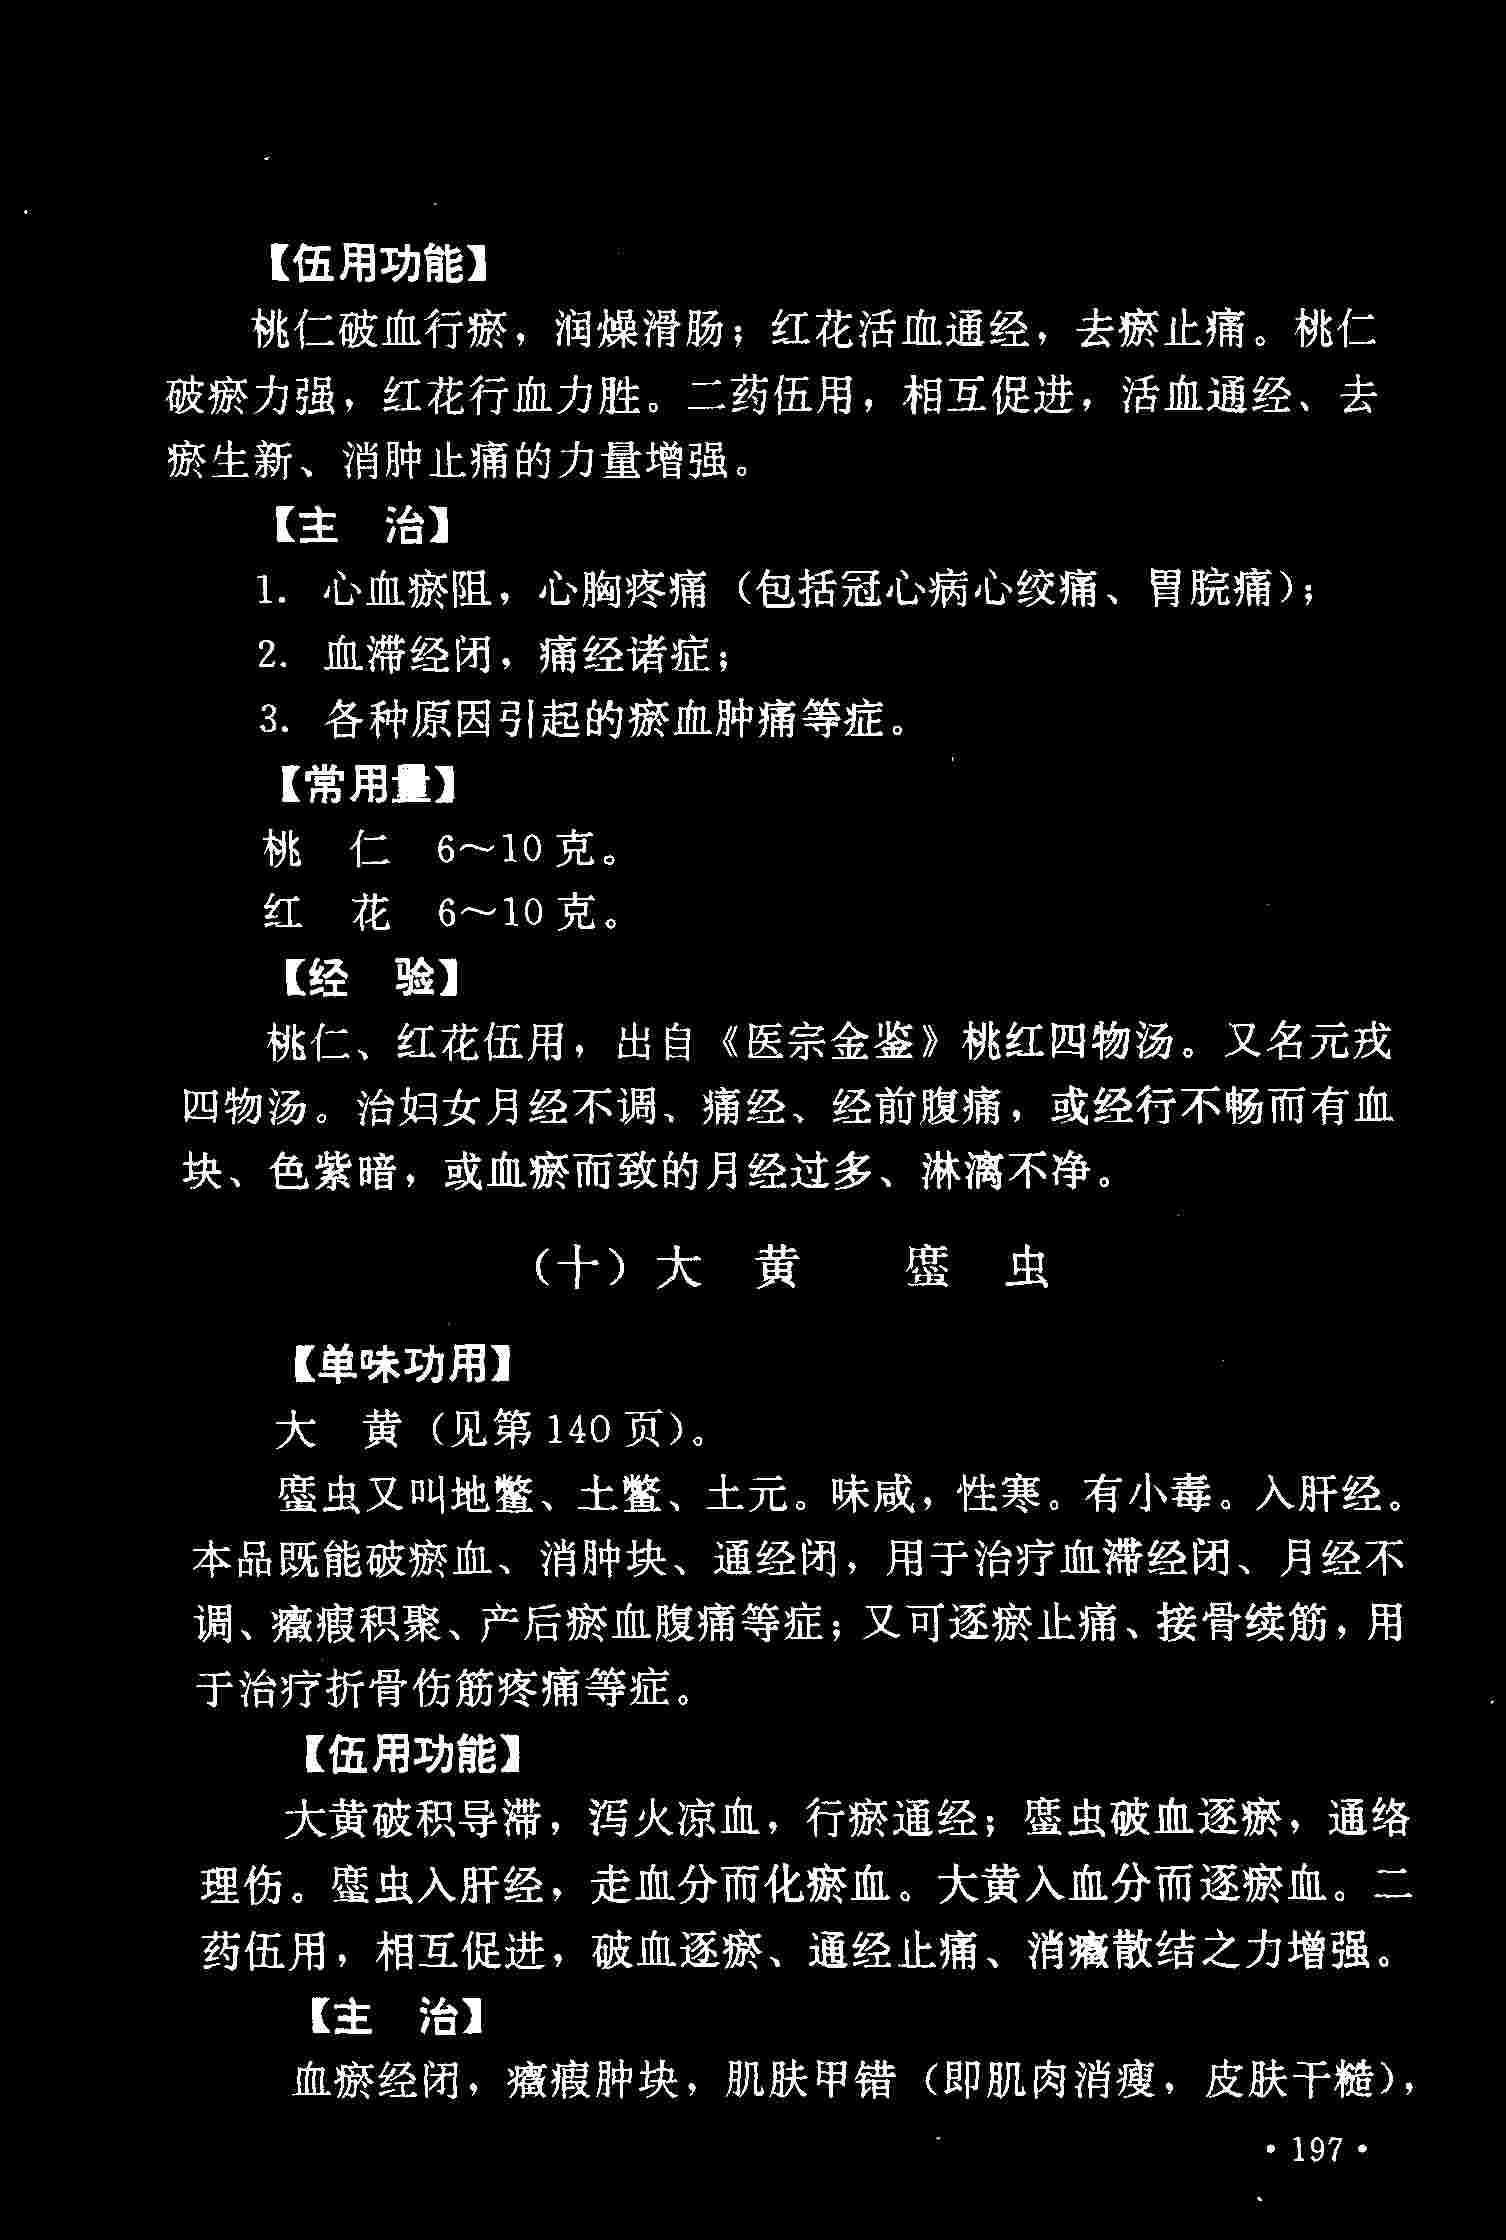 【伍用功能】
桃仁破血行瘀，润燥滑肠；红花活血通经，去瘀止痛。桃仁
破瘀力强，红花行血力胜。二药伍用，相互促进，活血通经、去
瘀生新、消肿止痛的力量增强。
【主　治】
1. 心血瘀阻，心胸疼痛（包括冠心病心绞痛、胃脘痛）；
2. 血滞经闭，痛经诸症；
3. 各种原因引起的瘀血肿痛等症。
【常用量】
桃　仁　6～10 克。
红　花　6～10 克。
【经　验】
桃仁、红花伍用，出自《医宗金鉴》桃红四物汤。又名元戎
四物汤。治妇女月经不调、痛经、经前腹痛，或经行不畅而有血
块、色紫暗，或血瘀而致的月经过多、淋漓不净。
（十）大　黄　　䗪　虫
【单味功用】
大　黄（见第 140 页）。
䗪虫又叫地鳖、土鳖、土元。味咸，性寒。有小毒。入肝经。
本品既能破瘀血、消肿块、通经闭，用于治疗血滞经闭、月经不
调、癥瘕积聚、产后瘀血腹痛等症；又可逐瘀止痛、接骨续筋，用
于治疗折骨伤筋疼痛等症。
【伍用功能】
大黄破积导滞，泻火凉血，行瘀通经；䗪虫破血逐瘀，通络
理伤。䗪虫入肝经，走血分而化瘀血。大黄入血分而逐瘀血。二
药伍用，相互促进，破血逐瘀、通经止痛、消癥散结之力增强。
【主　治】
血瘀经闭，癥瘕肿块，肌肤甲错（即肌肉消瘦，皮肤干糙），
· 197 ·